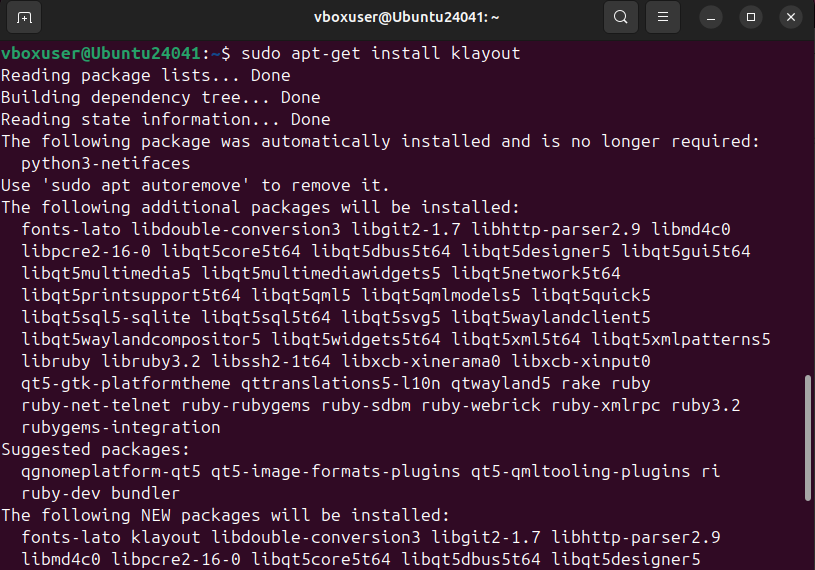 vboxuser@Ubuntu24041: ~
vboxuser@Ubuntu24041:~$ sudo apt-get install klayout
Reading package lists... Done
Building dependency tree... Done
Reading state information... Done
The following package was automatically installed and is no longer required:
  python3-netifaces
Use 'sudo apt autoremove' to remove it.
The following additional packages will be installed:
  fonts-lato libdouble-conversion3 libgit2-1.7 libhttp-parser2.9 libmd4c0
  libpcre2-16-0 libqt5core5t64 libqt5dbus5t64 libqt5designer5 libqt5gui5t64
  libqt5multimedia5 libqt5multimediawidgets5 libqt5network5t64
  libqt5printsupport5t64 libqt5qml5 libqt5qmlmodels5 libqt5quick5
  libqt5sql5-sqlite libqt5sql5t64 libqt5svg5 libqt5waylandclient5
  libqt5waylandcompositor5 libqt5widgets5t64 libqt5xml5t64 libqt5xmlpatterns5
  libruby libruby3.2 libssh2-1t64 libxcb-xinerama0 libxcb-xinput0
  qt5-gtk-platformtheme qttranslations5-l10n qtwayland5 rake ruby
  ruby-net-telnet ruby-rubygems ruby-sdbm ruby-webrick ruby-xmlrpc ruby3.2
  rubygems-integration
Suggested packages:
  qgnomeplatform-qt5 qt5-image-formats-plugins qt5-qmltooling-plugins ri
  ruby-dev bundler
The following NEW packages will be installed:
  fonts-lato klayout libdouble-conversion3 libgit2-1.7 libhttp-parser2.9
  libmd4c0 libpcre2-16-0 libqt5core5t64 libqt5dbus5t64 libqt5designer5